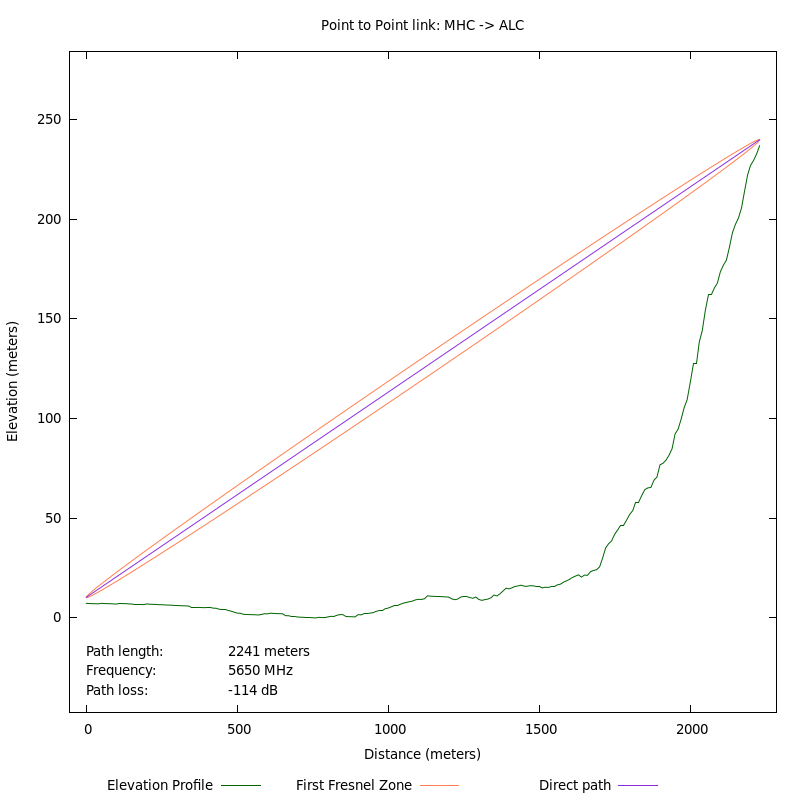 Point to Point link: MHC -> ALC
250
200
150
100
50
0
Elevation (meters)
Path length: 2241 meters
Frequency: 5650 MHz
Path loss: -114 dB
0 500 1000 1500 2000
Distance (meters)
Elevation Profile First Fresnel Zone Direct path